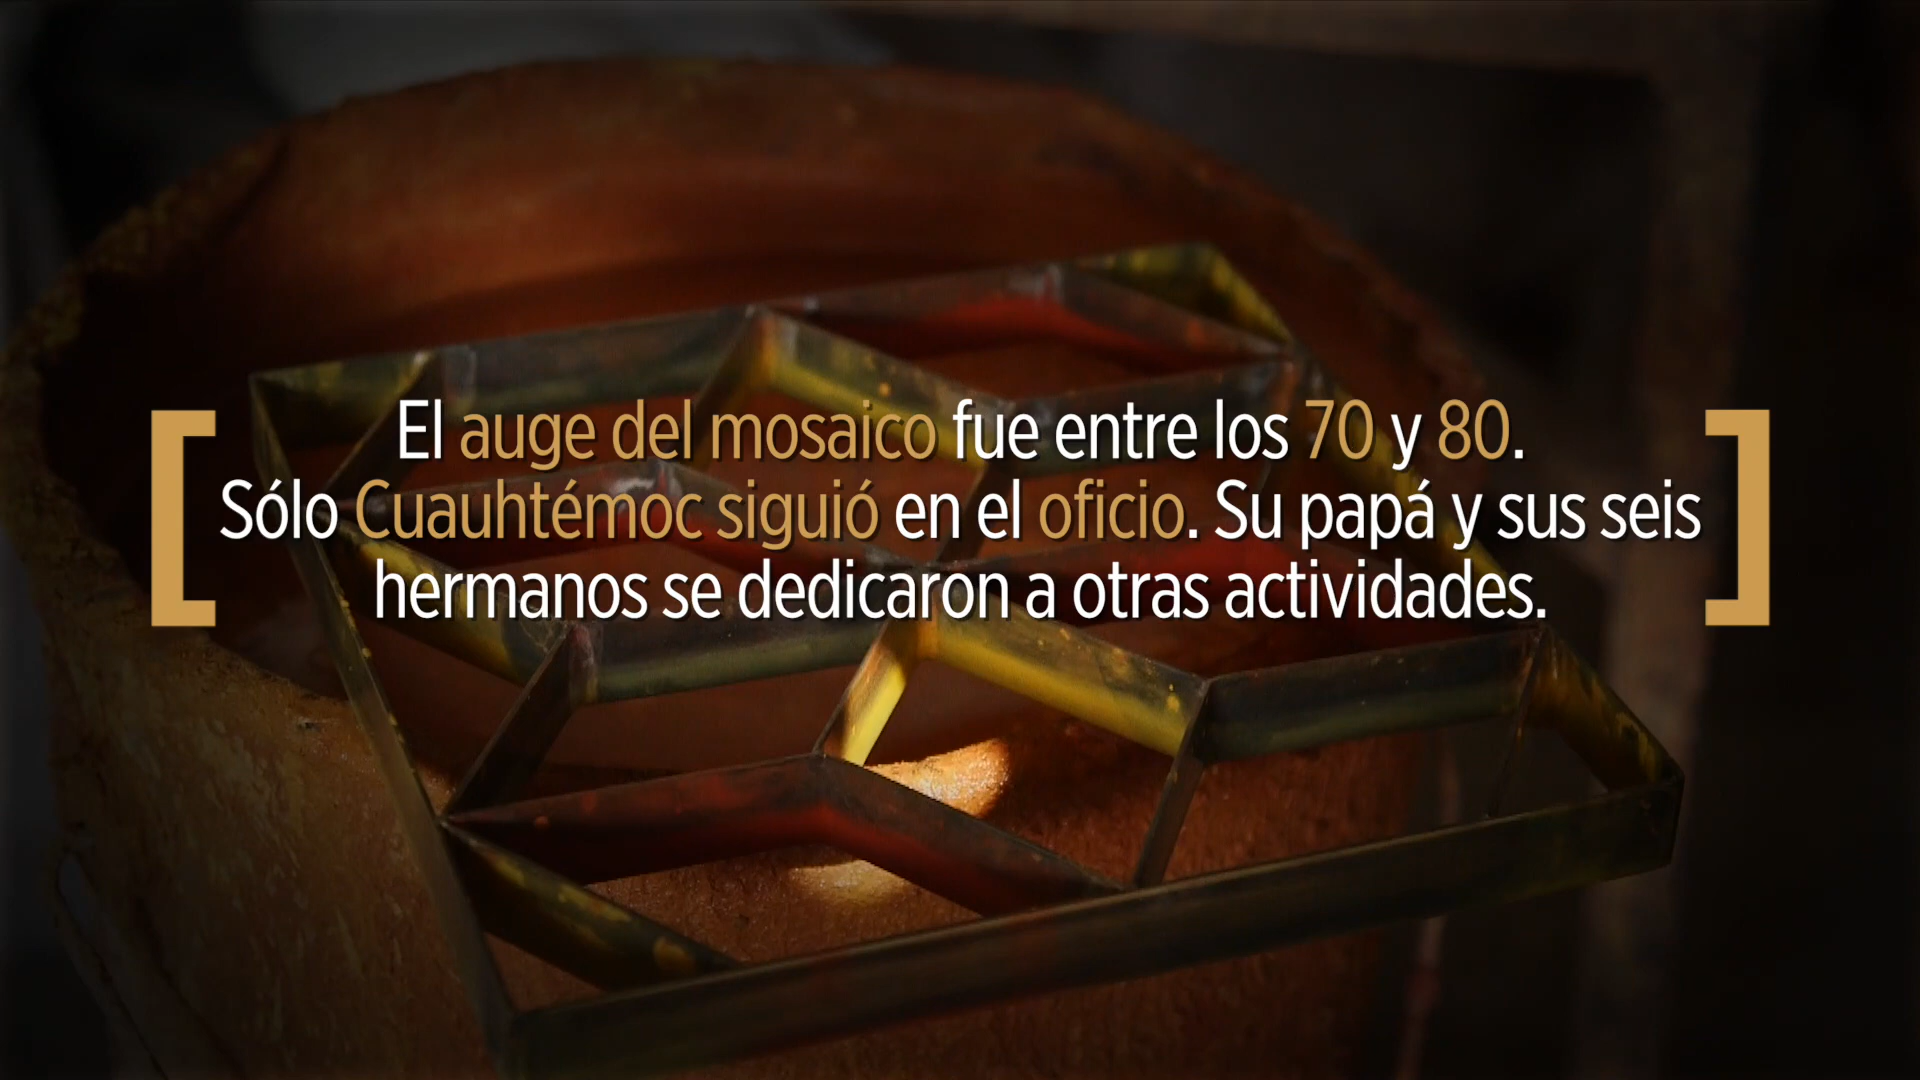 El auge del mosaico fue entre los 70 y 80.
Sólo Cuauhtémoc siguió en el oficio. Su papá y sus seis
hermanos se dedicaron a otras actividades.